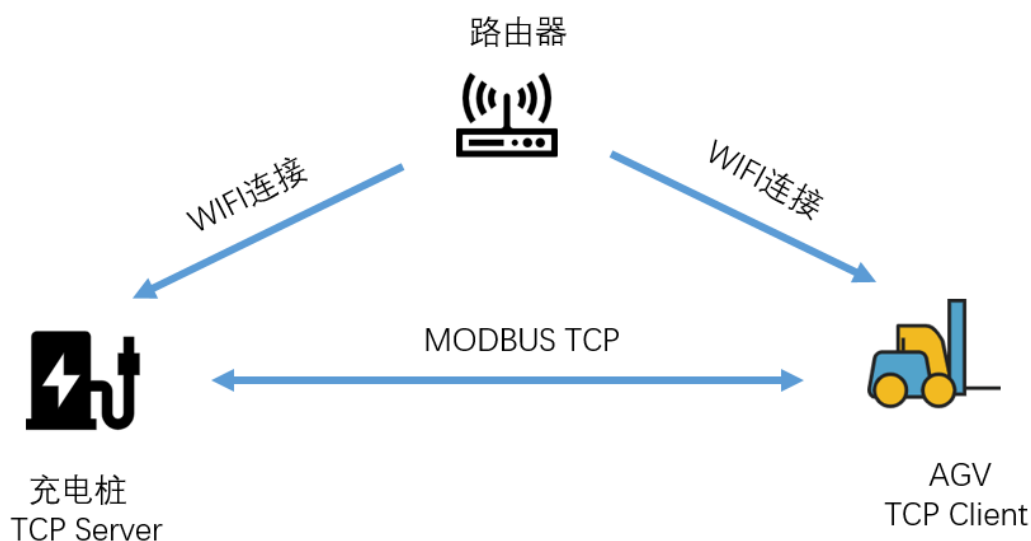 路由器
WIFI连接
WIFI连接
MODBUS TCP
充电桩
TCP Server
AGV
TCP Client